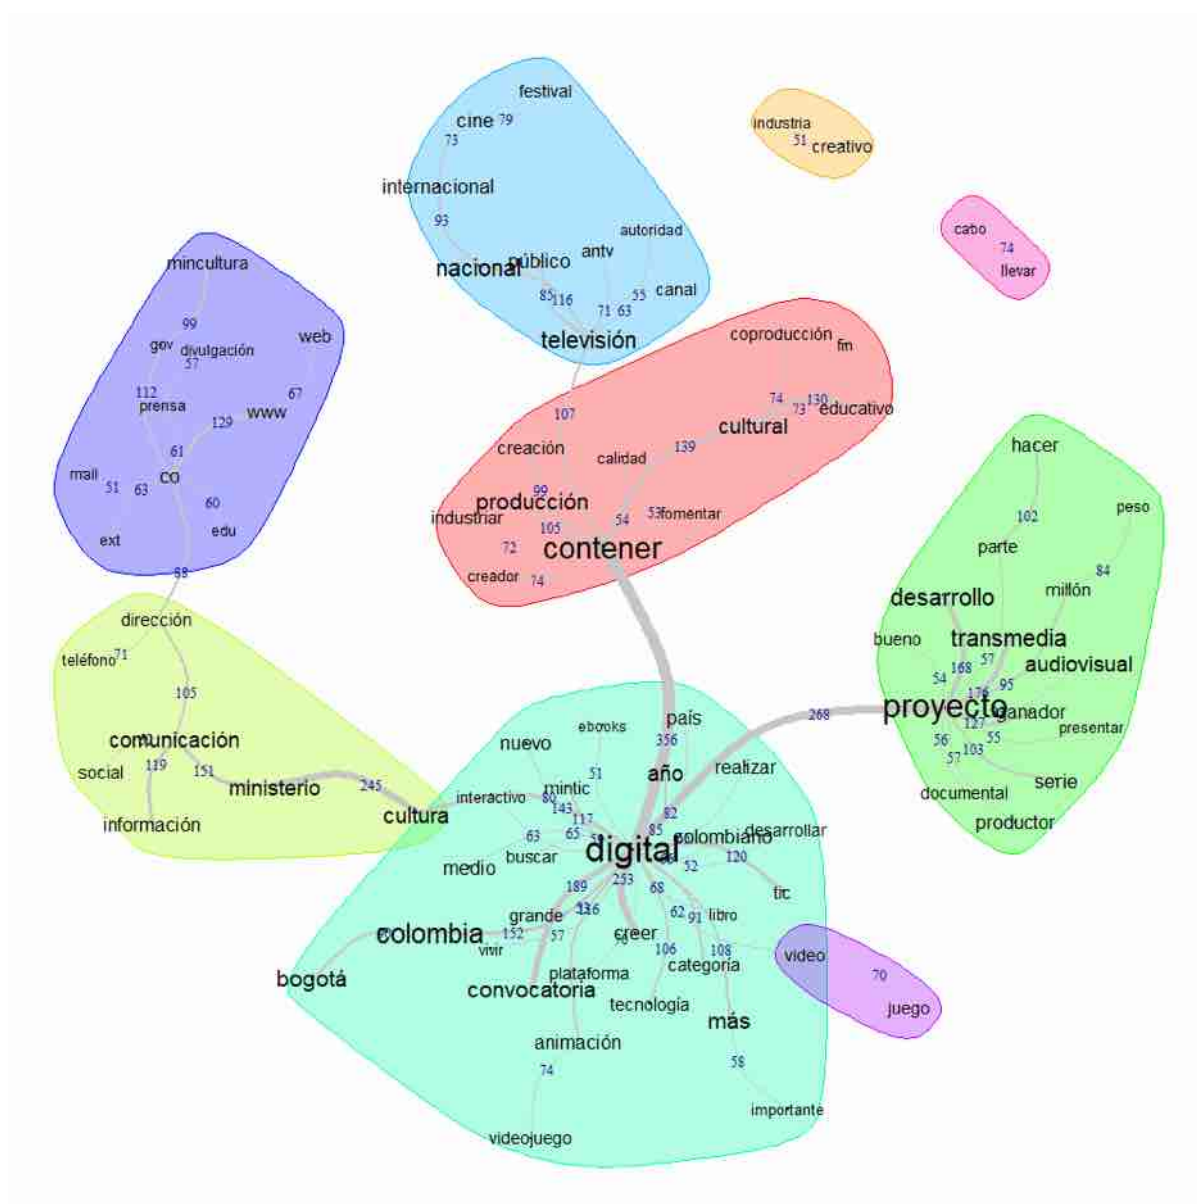 festival
cine 79
73
industria
51
creativo
internacional
93
autoridad
antv
nacional público
85 116
55 canal
71 63
televisión
cabo
74
llevar
mincultura
99
gov divulgación
57
web
112
prensa
67
129 www
61
co
mail
51 63
60
edu
ext
88
coproducción
fm
74
73 130 educativo
cultural
107
139
creación
calidad
99
producción
industriar
105
54
53 fomentar
72
contener
creador 74
hacer
peso
102
parte
84
millón
desarrollo
bueno
transmedia
57
168
audiovisual
54
176 95
proyecto
ganador
127
presentar
56
55
103
57
serie
documental
productor
268
dirección
teléfono 71
105
comunicación
119
151
social
ministerio
245
información
cultura
país
ebooks
nuevo
356
año
realizar
51
mintic
interactivo
80
143
117
82
85
63
65
colombiano
desarrollar
digital
buscar
medio
52
120
253
189
68
tic
grande
116
62 91 libro
colombia
152
57
creer
vivir
106
108
categoría
video
70
bogotá
plataforma
convocatoria
tecnología
juego
más
animación
74
58
importante
videojuego